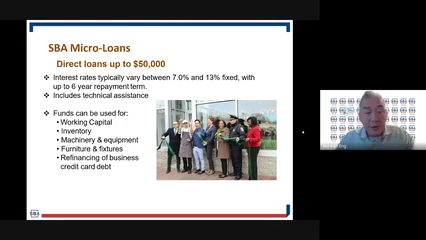 SBA Micro-Loans
Direct loans up to $50,000
Interest rates typically vary between 7.0% and 13% fixed, with
up to 6 year repayment term.
Includes technical assistance
Funds can be used for:
• Working Capital
• Inventory
• Machinery & equipment
• Furniture & fixtures
• Refinancing of business
credit card debt
SBA